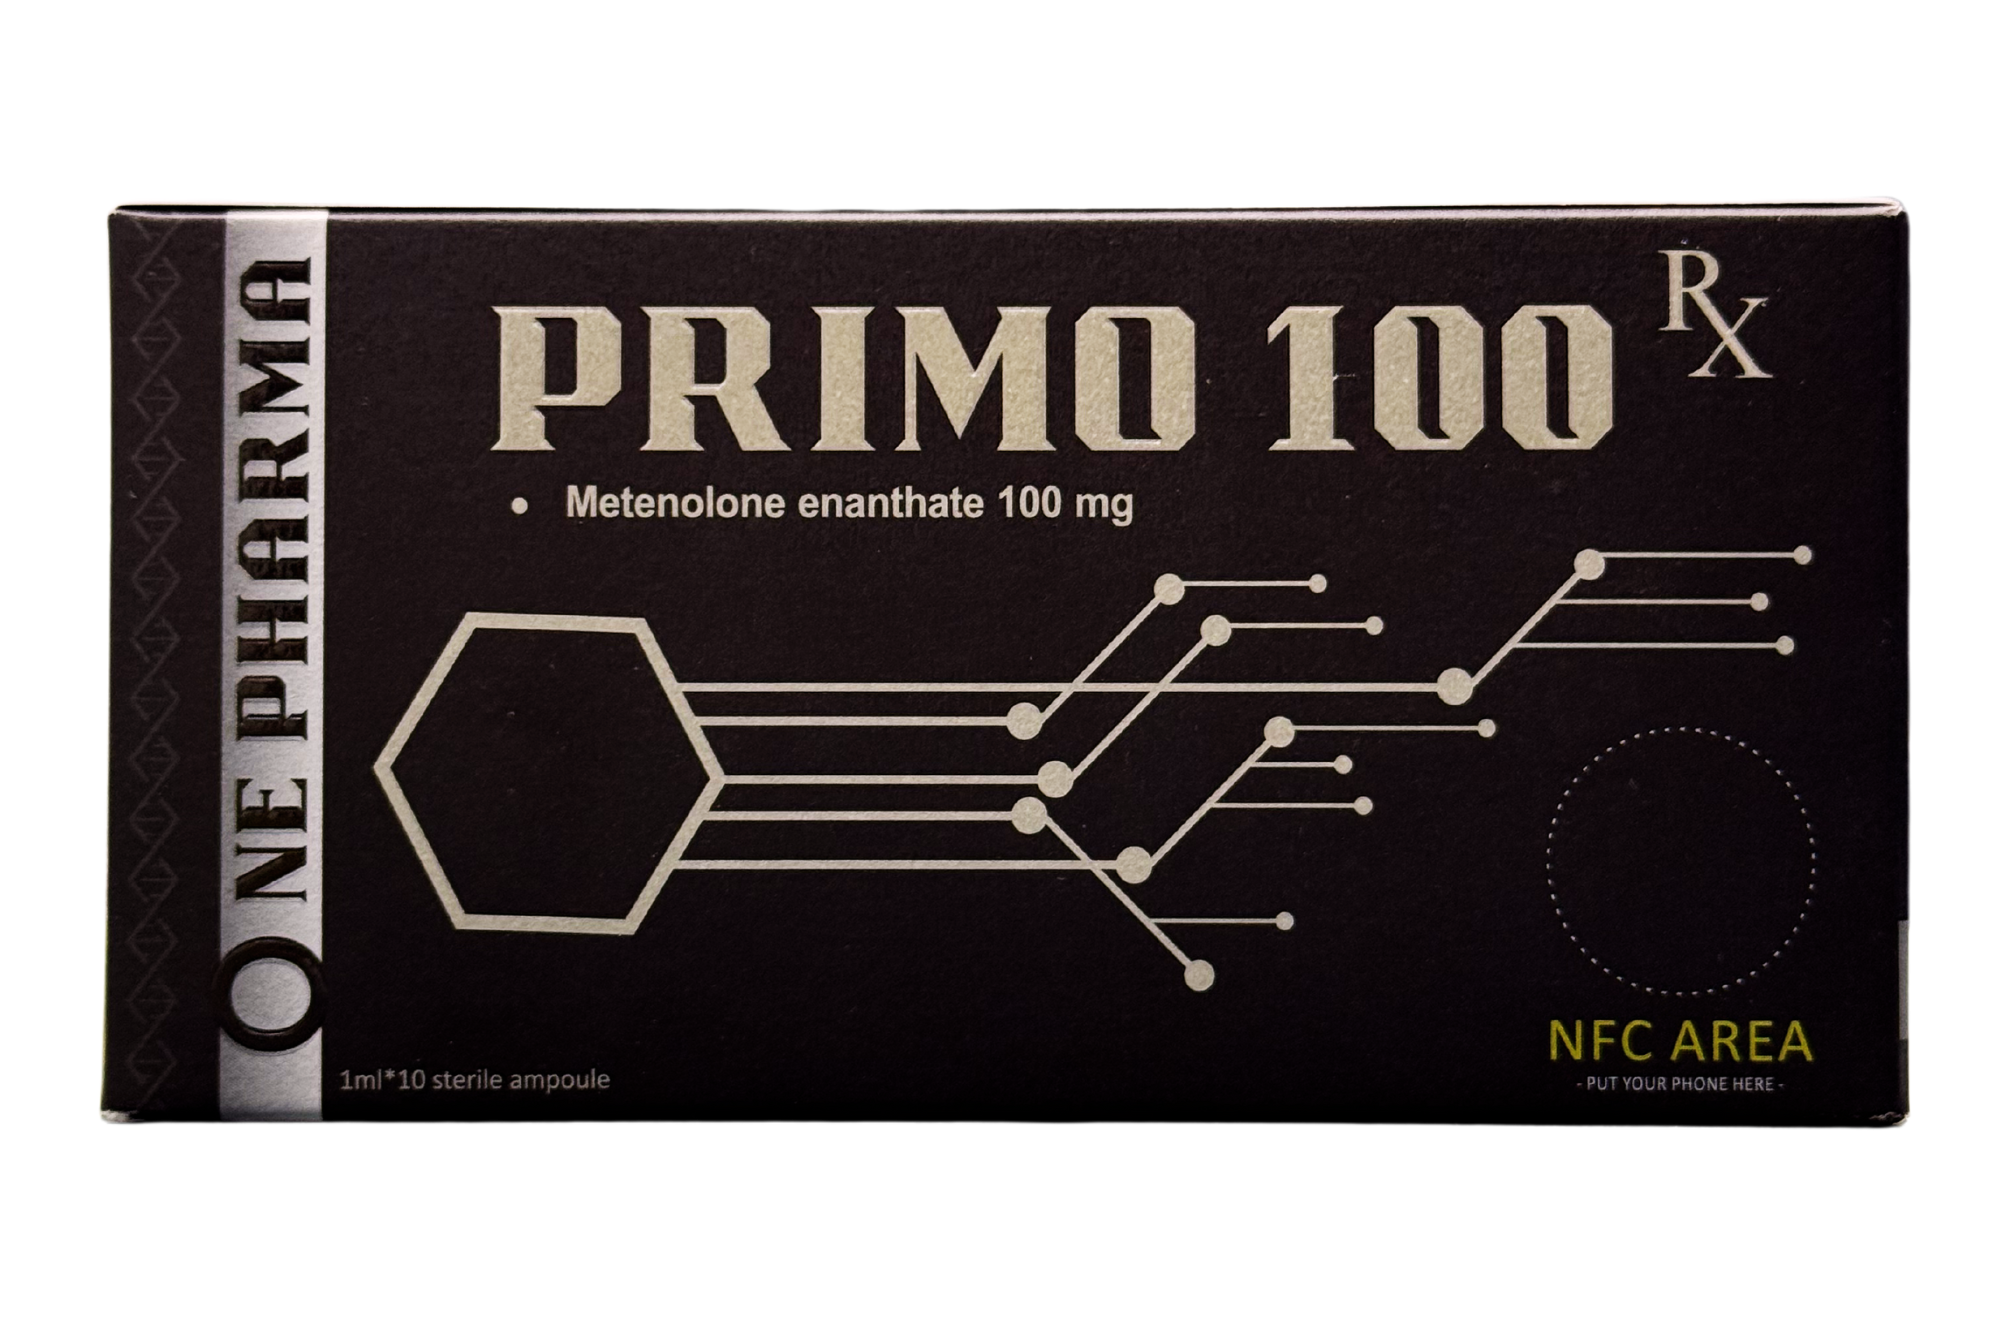 ONE PHARMA
PRIMO 100 RX
• Metenolone enanthate 100 mg
1ml*10 sterile ampoule
NFC AREA
- PUT YOUR PHONE HERE -